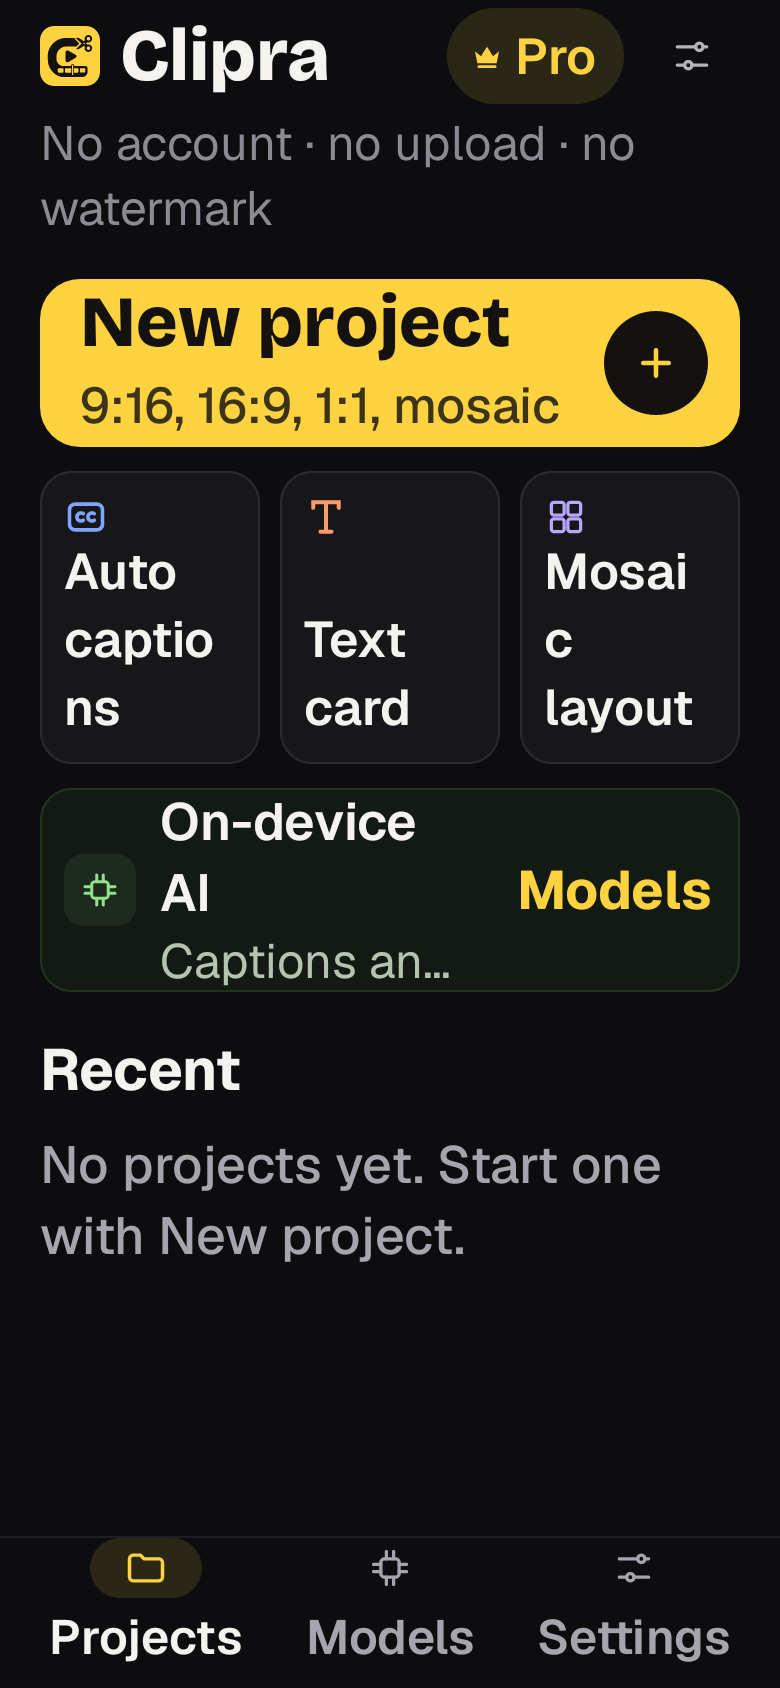 Clipra
Pro
No account · no upload · no
watermark
New project
9:16, 16:9, 1:1, mosaic
CC
Auto
captio
ns
Text
card
Mosai
c
layout
On-device
AI
Captions an…
Models
Recent
No projects yet. Start one
with New project.
Projects
Models
Settings